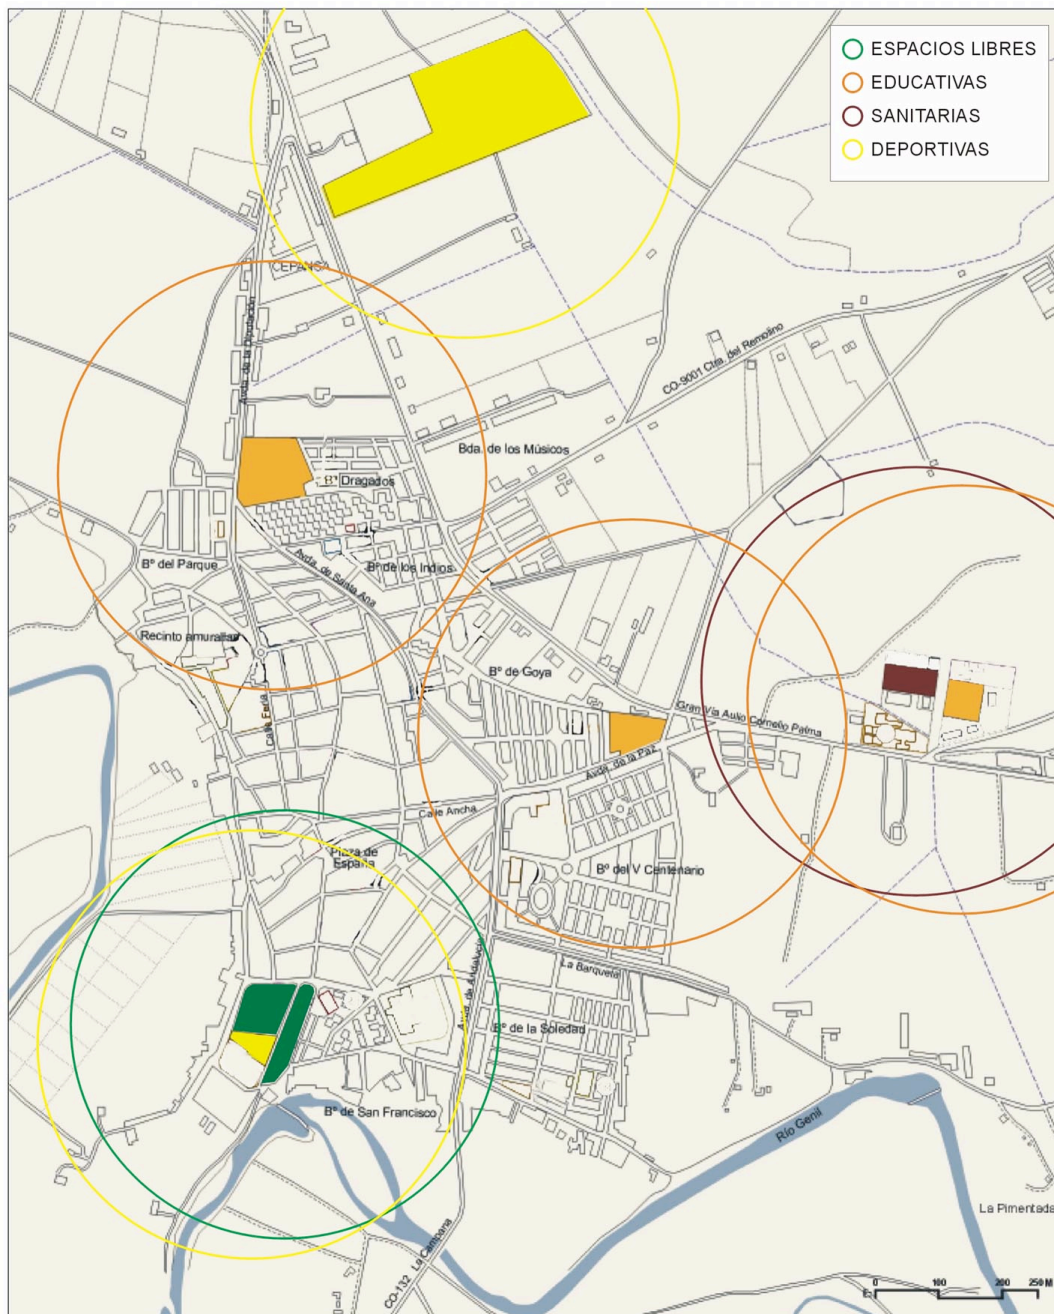 ESPACIOS LIBRES
EDUCATIVAS
SANITARIAS
DEPORTIVAS
CEPANSA
Avda. de la Diputación
CO-9001 Ctra. del Remolino
Bda. de los Músicos
Bº Dragados
Bº del Parque
Avda. de Santa Ana
Bº de los Indios
Recinto amurallado
Bº de Goya
Calle Feria
Gran Vía Aulio Cornelio Palma
Avda. de la Paz
Calle Ancha
Plaza de
España
Bº del V Centenario
Avda. de Andalucía
La Barqueta
Bº de la Soledad
Bº de San Francisco
Río Genil
La Pimentada
CO-132 La Campana
0 100 200 250 M